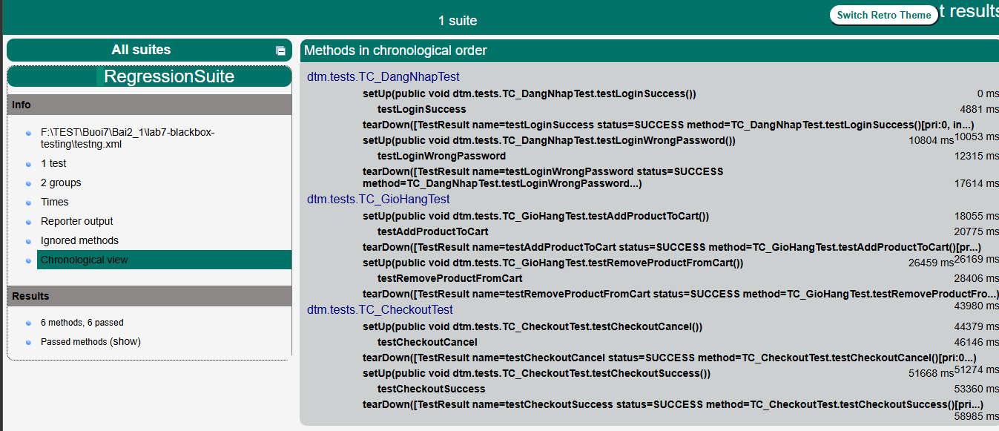 1 suite
Switch Retro Theme
t results
All suites
RegressionSuite
Info
F:\TEST\Buoi7\Bai2_1\lab7-blackbox-
testing\testng.xml
1 test
2 groups
Times
Reporter output
Ignored methods
Chronological view
Results
6 methods, 6 passed
Passed methods (show)
Methods in chronological order
dtm.tests.TC_DangNhapTest
setUp(public void dtm.tests.TC_DangNhapTest.testLoginSuccess()) 0 ms
testLoginSuccess 4881 ms
tearDown([TestResult name=testLoginSuccess status=SUCCESS method=TC_DangNhapTest.testLoginSuccess()[pri:0, in...)
10053 ms
setUp(public void dtm.tests.TC_DangNhapTest.testLoginWrongPassword()) 10804 ms
testLoginWrongPassword 12315 ms
tearDown([TestResult name=testLoginWrongPassword status=SUCCESS
method=TC_DangNhapTest.testLoginWrongPassword...) 17614 ms
dtm.tests.TC_GioHangTest
setUp(public void dtm.tests.TC_GioHangTest.testAddProductToCart()) 18055 ms
testAddProductToCart 20775 ms
tearDown([TestResult name=testAddProductToCart status=SUCCESS method=TC_GioHangTest.testAddProductToCart()[pr...)
26169 ms
setUp(public void dtm.tests.TC_GioHangTest.testRemoveProductFromCart()) 26459 ms
testRemoveProductFromCart 28406 ms
tearDown([TestResult name=testRemoveProductFromCart status=SUCCESS method=TC_GioHangTest.testRemoveProductFro...)
43980 ms
dtm.tests.TC_CheckoutTest
setUp(public void dtm.tests.TC_CheckoutTest.testCheckoutCancel()) 44379 ms
testCheckoutCancel 46146 ms
tearDown([TestResult name=testCheckoutCancel status=SUCCESS method=TC_CheckoutTest.testCheckoutCancel()[pri:0...)
51274 ms
setUp(public void dtm.tests.TC_CheckoutTest.testCheckoutSuccess()) 51668 ms
testCheckoutSuccess 53360 ms
tearDown([TestResult name=testCheckoutSuccess status=SUCCESS method=TC_CheckoutTest.testCheckoutSuccess()[pri...)
58985 ms